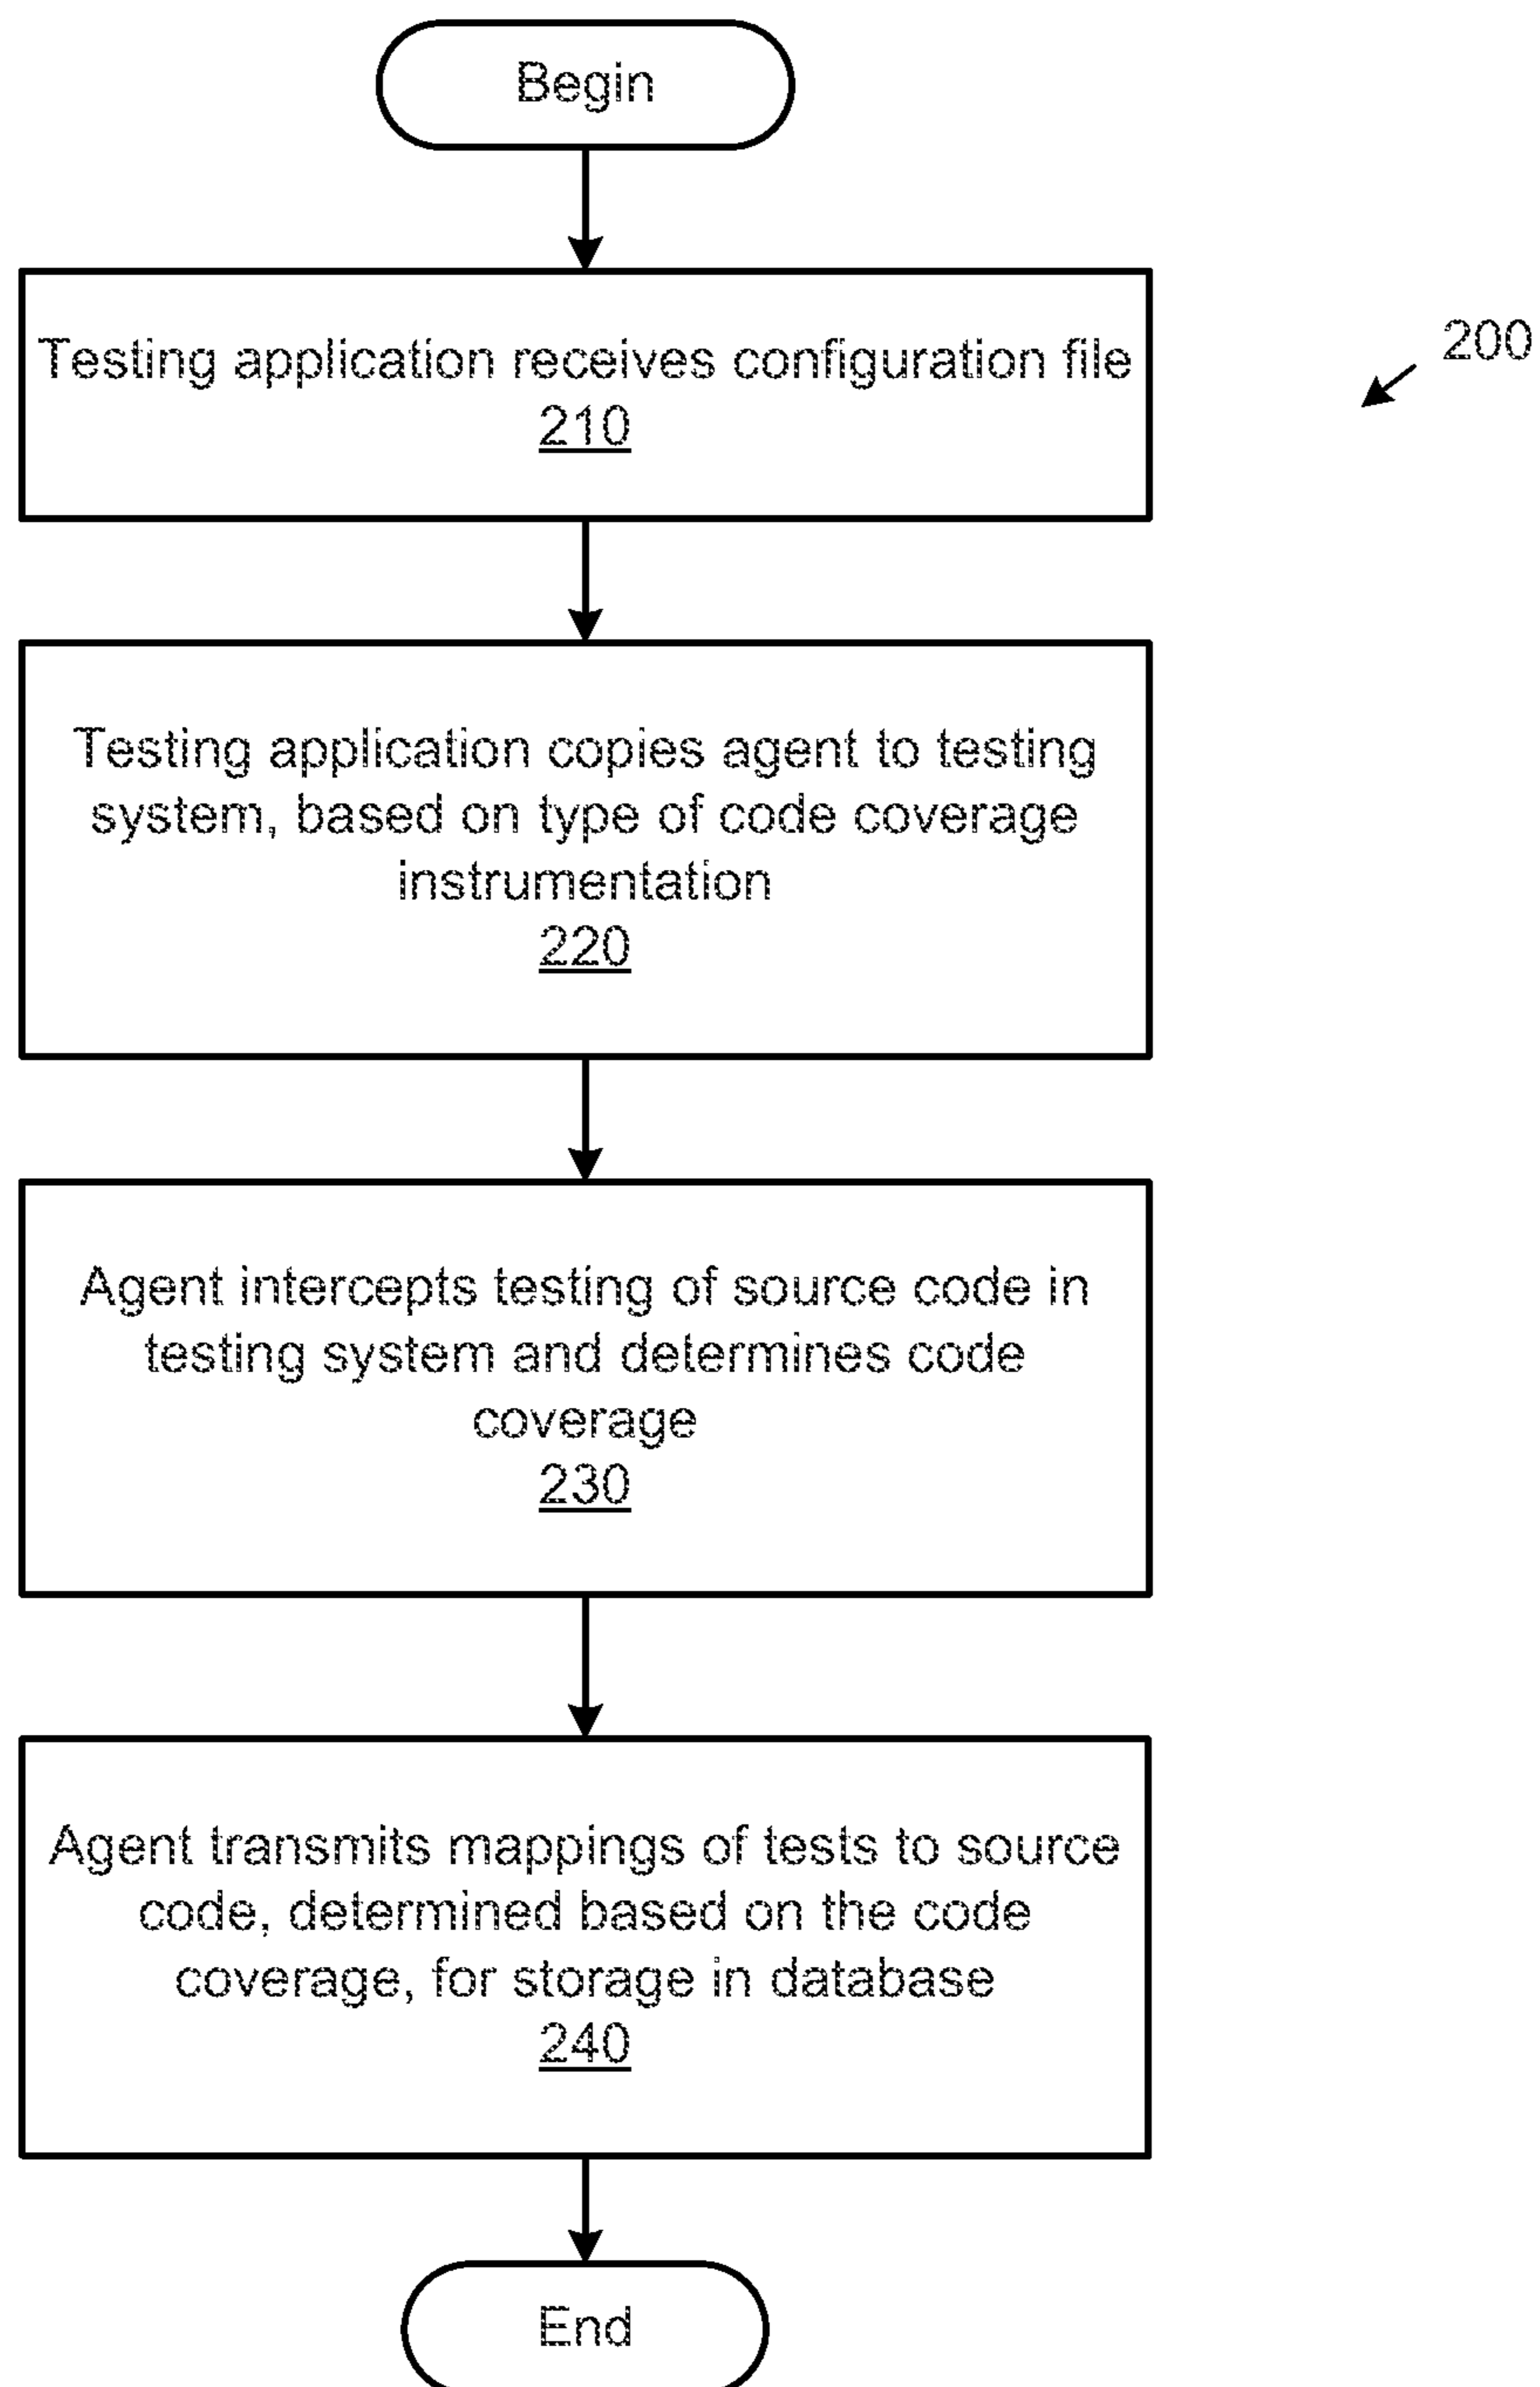 Begin
Testing application receives configuration file
210
200
Testing application copies agent to testing
system, based on type of code coverage
instrumentation
220
Agent intercepts testing of source code in
testing system and determines code
coverage
230
Agent transmits mappings of tests to source
code, determined based on the code
coverage, for storage in database
240
End